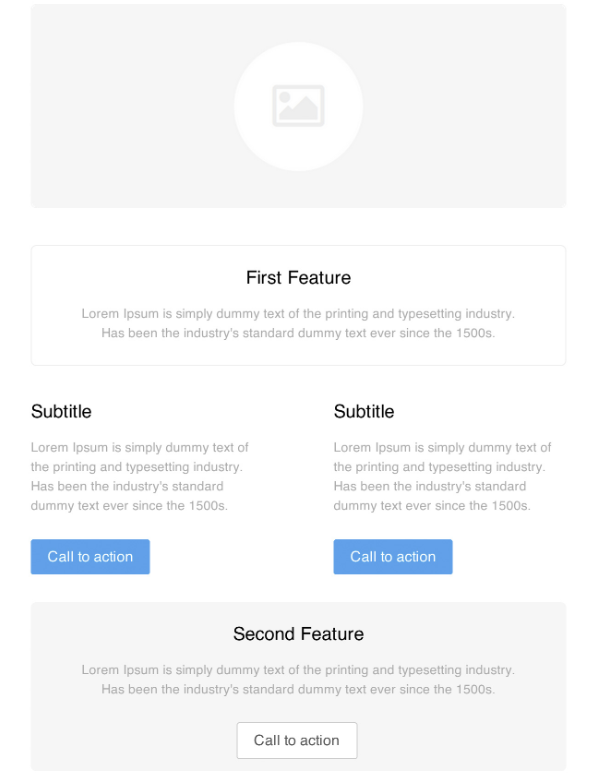 First Feature
Lorem Ipsum is simply dummy text of the printing and typesetting industry.
Has been the industry's standard dummy text ever since the 1500s.
Subtitle
Lorem Ipsum is simply dummy text of
the printing and typesetting industry.
Has been the industry's standard
dummy text ever since the 1500s.
Call to action
Subtitle
Lorem Ipsum is simply dummy text of
the printing and typesetting industry.
Has been the industry's standard
dummy text ever since the 1500s.
Call to action
Second Feature
Lorem Ipsum is simply dummy text of the printing and typesetting industry.
Has been the industry's standard dummy text ever since the 1500s.
Call to action